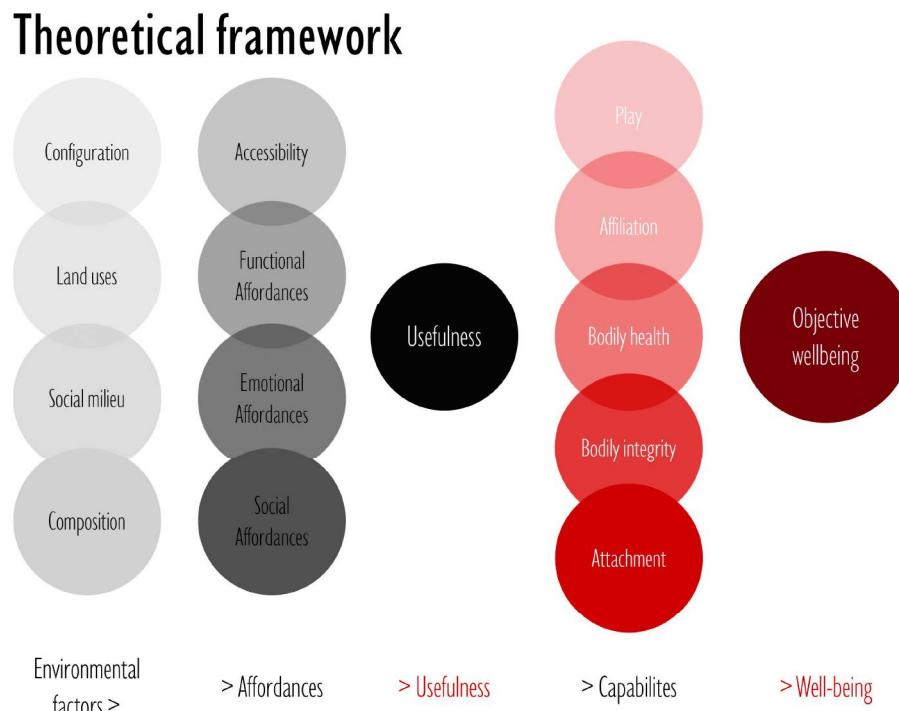 Theoretical framework
Configuration
Land uses
Social milieu
Composition
Accessibility
Functional
Affordances
Emotional
Affordances
Social
Affordances
Usefulness
Play
Affiliation
Bodily health
Bodily integrity
Attachment
Objective
wellbeing
Environmental
factors >
> Affordances
> Usefulness
> Capabilites
> Well-being